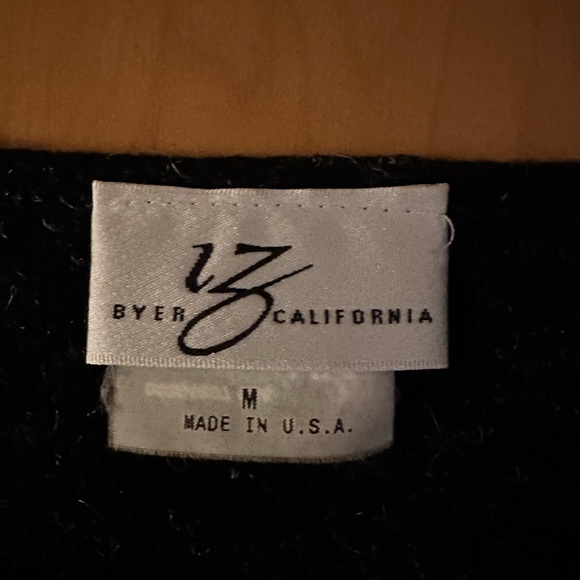 iz
BYER CALIFORNIA
M
MADE IN U.S.A.